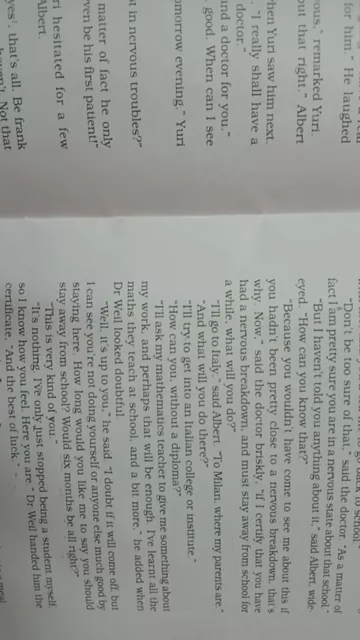 for him." He laughed
ous," remarked Yuri.
out that right." Albert
hen Yuri saw him next.
. "I really shall have a
doctor."
nd a doctor for you."
good. When can I see
omorrow evening." Yuri
t in nervous troubles?"
matter of fact he only
ven be his first patient!"
ri hesitated for a few
Albert.
yes', that's all. Be frank
haven't. Not that
go back to school
"Don't be too sure of that," said the doctor. "As a matter of
fact I am pretty sure you are in a nervous state about that school."
"But I haven't told you anything about it," said Albert, wide
eyed. "How can you know that?"
"Because you wouldn't have come to see me about this if
you hadn't been pretty close to a nervous breakdown, that's
why. Now," said the doctor briskly, "if I certify that you have
had a nervous breakdown, and must stay away from school for
a while, what will you do?"
"I'll go to Italy," said Albert. "To Milan, where my parents are."
"And what will you do there?"
"I'll try to get into an Italian college or institute."
"How can you, without a diploma?"
"I'll ask my mathematics teacher to give me something about
my work, and perhaps that will be enough. I've learnt all the
maths they teach at school, and a bit more," he added when
Dr Weil looked doubtful.
"Well, it's up to you," he said. "I doubt if it will come off, but
I can see you're not doing yourself or anyone else much good by
staying here. How long would you like me to say you should
stay away from school? Would six months be all right?"
"This is very kind of you."
"It's nothing. I've only just stopped being a student myself,
so I know how you feel. Here you are," Dr Weil handed him the
certificate, "And the best of luck."